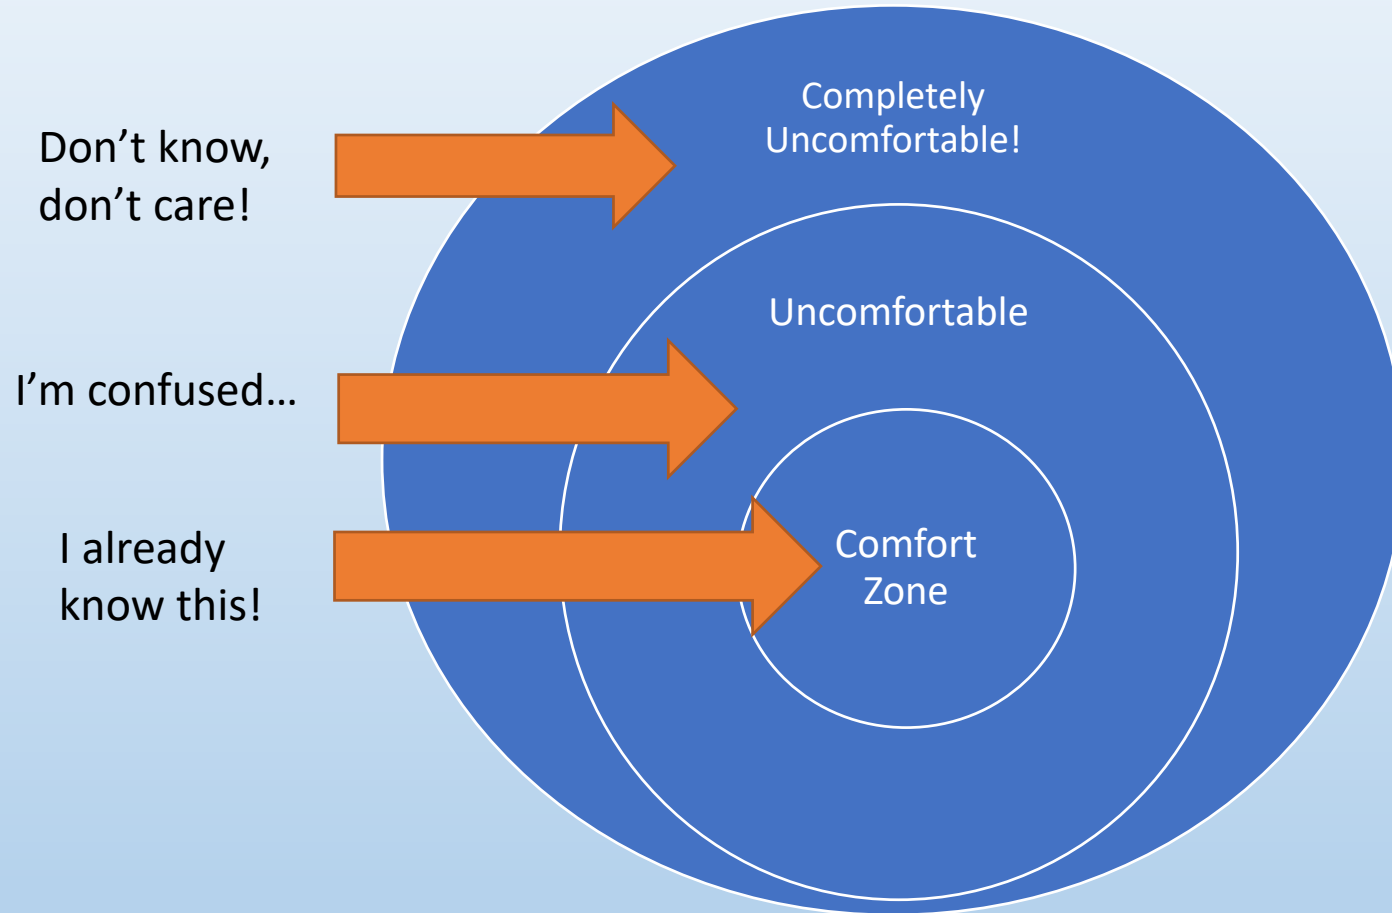 Completely
Uncomfortable!
Don’t know,
don’t care!
Uncomfortable
I’m confused…
I already
know this!
Comfort
Zone